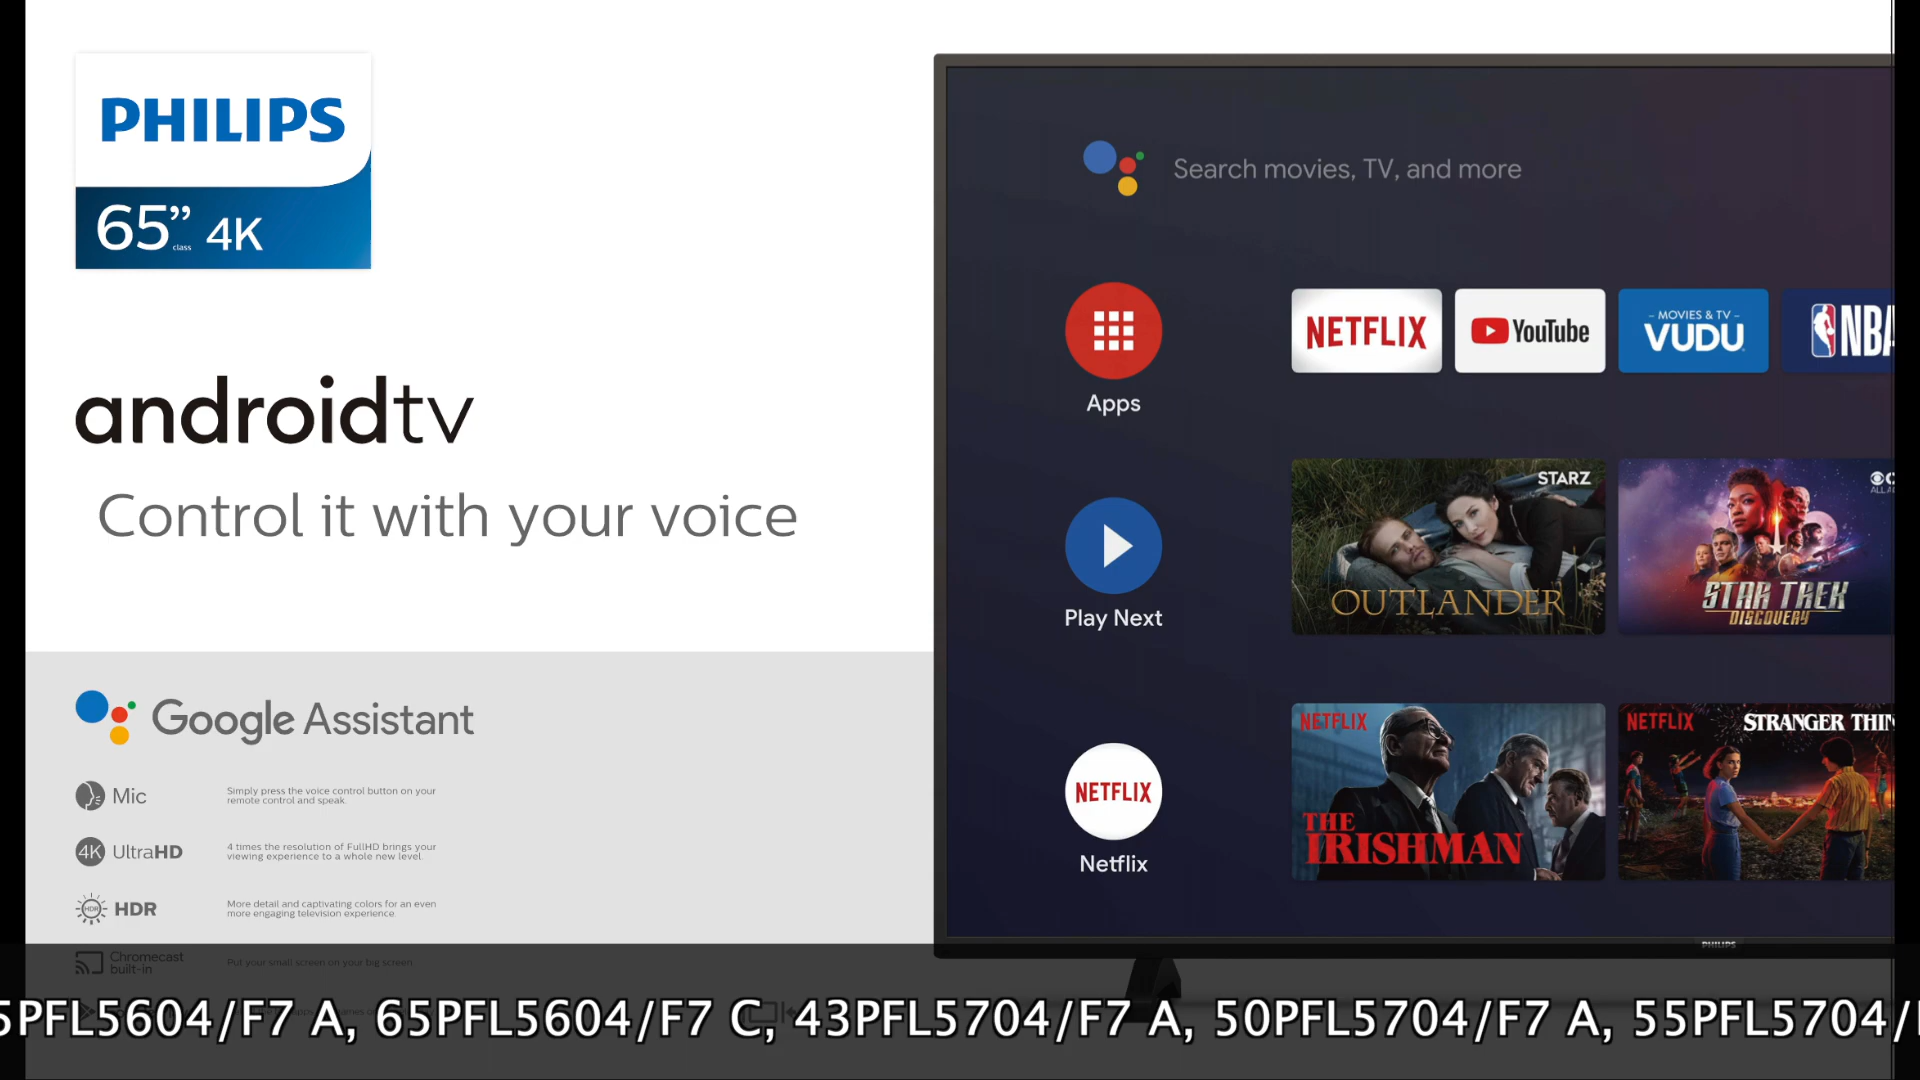 PHILIPS
65” class 4K
androidtv
Control it with your voice
Google Assistant
Mic
Simply press the voice control button on your
remote control and speak.
4K UltraHD
4 times the resolution of FullHD brings your
viewing experience to a whole new level.
HDR HDR
More detail and captivating colors for an even
more engaging television experience.
Chromecast
built-in
Put your small screen on your big screen.
Search movies, TV, and more
Apps
NETFLIX
YouTube
– MOVIES & TV –
VUDU
NBA
Play Next
STARZ
OUTLANDER
STAR TREK
DISCOVERY
NETFLIX
Netflix
NETFLIX
THE
IRISHMAN
NETFLIX
STRANGER THIN
PHILIPS
5PFL5604/F7 A, 65PFL5604/F7 C, 43PFL5704/F7 A, 50PFL5704/F7 A, 55PFL5704/